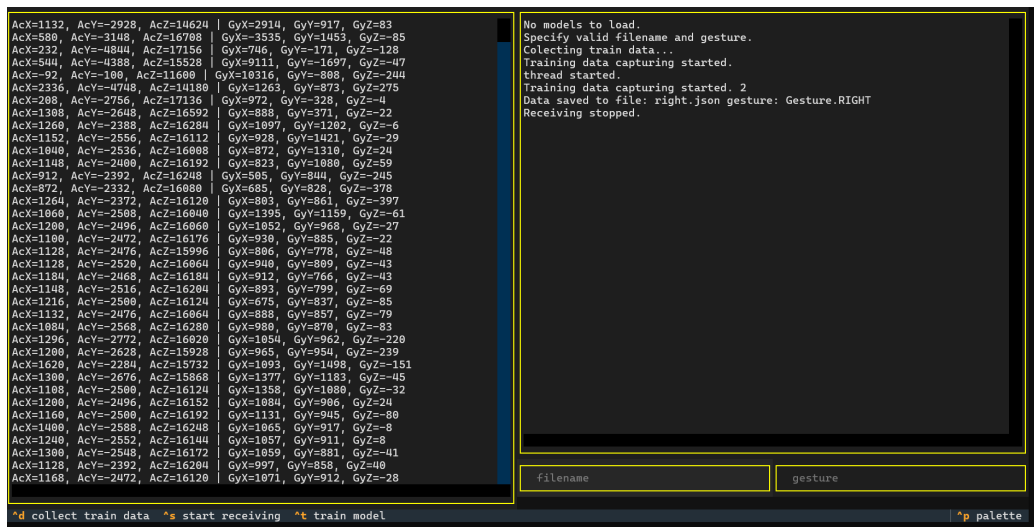 AcX=1132, AcY=-2928, AcZ=14624 | GyX=2914, GyY=917, GyZ=83
AcX=580, AcY=-3148, AcZ=16708 | GyX=-3535, GyY=1453, GyZ=-85
AcX=232, AcY=-4844, AcZ=17156 | GyX=746, GyY=-171, GyZ=-128
AcX=544, AcY=-4388, AcZ=15528 | GyX=9111, GyY=-1697, GyZ=-47
AcX=-92, AcY=-100, AcZ=11600 | GyX=10316, GyY=-808, GyZ=-244
AcX=2336, AcY=-4748, AcZ=14180 | GyX=1263, GyY=873, GyZ=275
AcX=208, AcY=-2756, AcZ=17136 | GyX=972, GyY=-328, GyZ=-4
AcX=1308, AcY=-2648, AcZ=16592 | GyX=888, GyY=371, GyZ=-22
AcX=1260, AcY=-2388, AcZ=16284 | GyX=1097, GyY=1202, GyZ=-6
AcX=1152, AcY=-2556, AcZ=16112 | GyX=928, GyY=1421, GyZ=-29
AcX=1040, AcY=-2536, AcZ=16008 | GyX=872, GyY=1310, GyZ=24
AcX=1148, AcY=-2400, AcZ=16192 | GyX=823, GyY=1080, GyZ=59
AcX=912, AcY=-2392, AcZ=16248 | GyX=505, GyY=844, GyZ=-245
AcX=872, AcY=-2332, AcZ=16080 | GyX=685, GyY=828, GyZ=-378
AcX=1264, AcY=-2372, AcZ=16120 | GyX=803, GyY=861, GyZ=-397
AcX=1060, AcY=-2508, AcZ=16040 | GyX=1395, GyY=1159, GyZ=-61
AcX=1200, AcY=-2496, AcZ=16060 | GyX=1052, GyY=968, GyZ=-27
AcX=1100, AcY=-2472, AcZ=16176 | GyX=930, GyY=885, GyZ=-22
AcX=1128, AcY=-2476, AcZ=15996 | GyX=806, GyY=778, GyZ=-48
AcX=1128, AcY=-2520, AcZ=16064 | GyX=940, GyY=809, GyZ=-43
AcX=1184, AcY=-2468, AcZ=16184 | GyX=912, GyY=766, GyZ=-43
AcX=1148, AcY=-2516, AcZ=16204 | GyX=893, GyY=799, GyZ=-69
AcX=1216, AcY=-2500, AcZ=16124 | GyX=675, GyY=837, GyZ=-85
AcX=1132, AcY=-2476, AcZ=16064 | GyX=888, GyY=857, GyZ=-79
AcX=1084, AcY=-2568, AcZ=16280 | GyX=980, GyY=870, GyZ=-83
AcX=1296, AcY=-2772, AcZ=16020 | GyX=1054, GyY=962, GyZ=-220
AcX=1200, AcY=-2628, AcZ=15928 | GyX=965, GyY=954, GyZ=-239
AcX=1620, AcY=-2284, AcZ=15732 | GyX=1093, GyY=1498, GyZ=-151
AcX=1300, AcY=-2676, AcZ=15868 | GyX=1377, GyY=1183, GyZ=-45
AcX=1108, AcY=-2500, AcZ=16124 | GyX=1358, GyY=1080, GyZ=-32
AcX=1200, AcY=-2496, AcZ=16152 | GyX=1084, GyY=906, GyZ=24
AcX=1160, AcY=-2500, AcZ=16192 | GyX=1131, GyY=945, GyZ=-80
AcX=1400, AcY=-2588, AcZ=16248 | GyX=1065, GyY=917, GyZ=-8
AcX=1240, AcY=-2552, AcZ=16144 | GyX=1057, GyY=911, GyZ=8
AcX=1300, AcY=-2548, AcZ=16172 | GyX=1059, GyY=881, GyZ=-41
AcX=1128, AcY=-2392, AcZ=16204 | GyX=997, GyY=858, GyZ=40
AcX=1168, AcY=-2472, AcZ=16120 | GyX=1071, GyY=912, GyZ=-28
No models to load.
Specify valid filename and gesture.
Colecting train data...
Training data capturing started.
thread started.
Training data capturing started. 2
Data saved to file: right.json gesture: Gesture.RIGHT
Receiving stopped.
filename
gesture
^d collect train data ^s start receiving ^t train model
^p palette